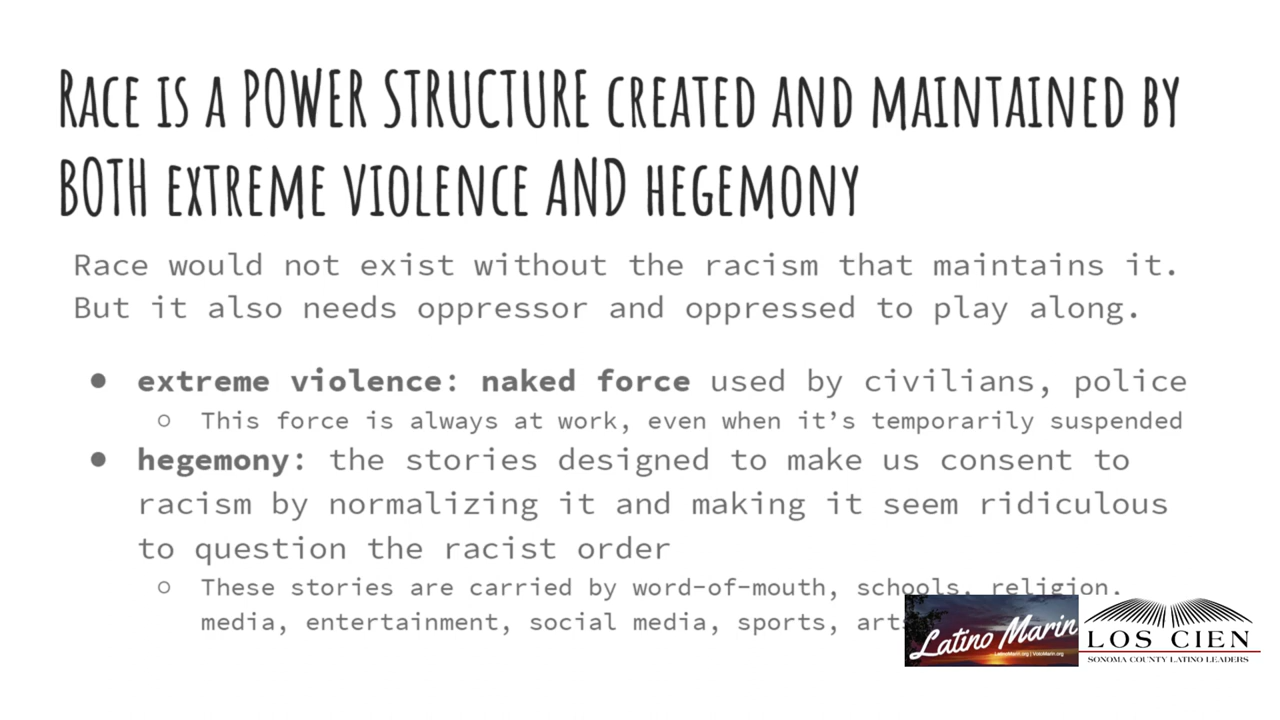 Race is a POWER STRUCTURE created and maintained by
BOTH extreme violence AND hegemony
Race would not exist without the racism that maintains it.
But it also needs oppressor and oppressed to play along.
● extreme violence: naked force used by civilians, police
○ This force is always at work, even when it's temporarily suspended
● hegemony: the stories designed to make us consent to
racism by normalizing it and making it seem ridiculous
to question the racist order
○ These stories are carried by word-of-mouth, schools, religion.
media, entertainment, social media, sports, art
Latino Marin
LatinoMarin.org | VotoMarin.org
LOS CIEN
SONOMA COUNTY LATINO LEADERS